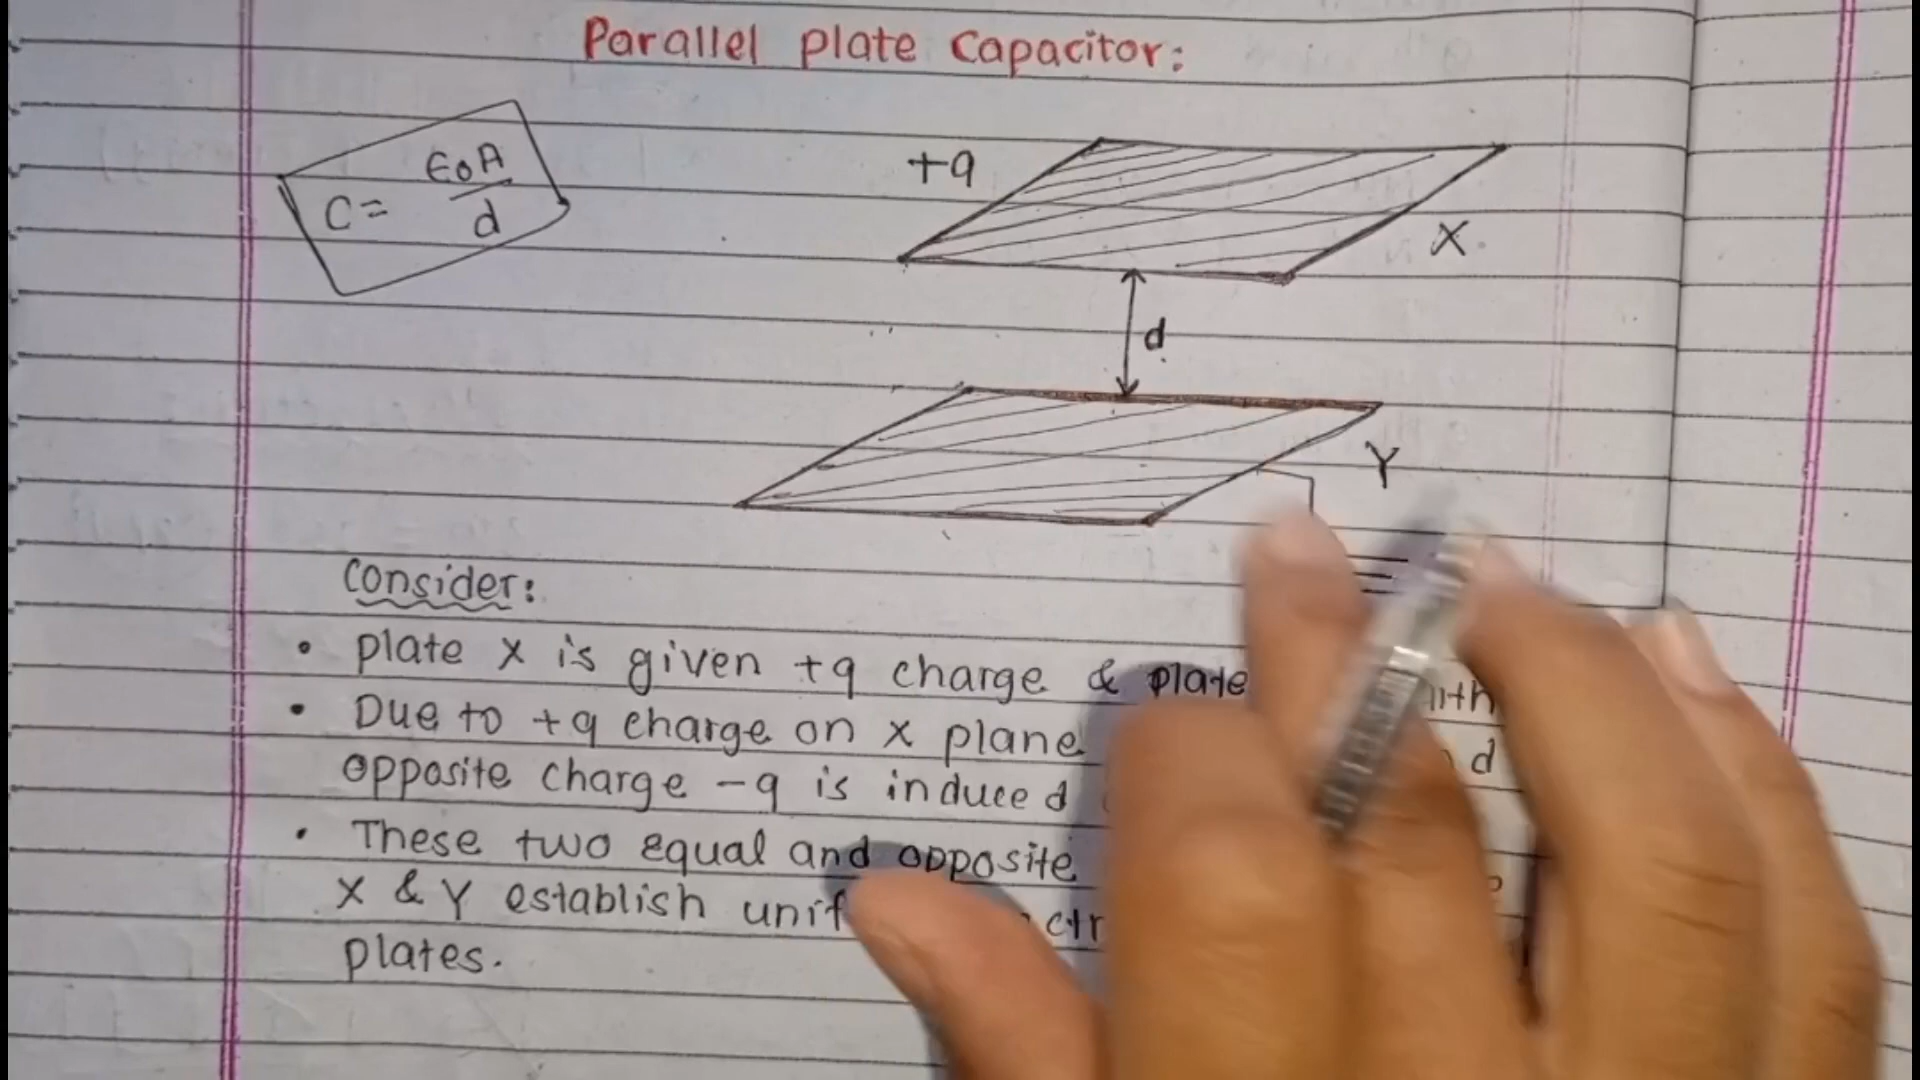 Parallel plate capacitor:
C = ε₀A / d
+q
X
d
Y
Consider:
• plate X is given +q charge & plate
• Due to +q charge on X plane d
opposite charge -q is induced
• These two equal and opposite
X & Y establish
plates.